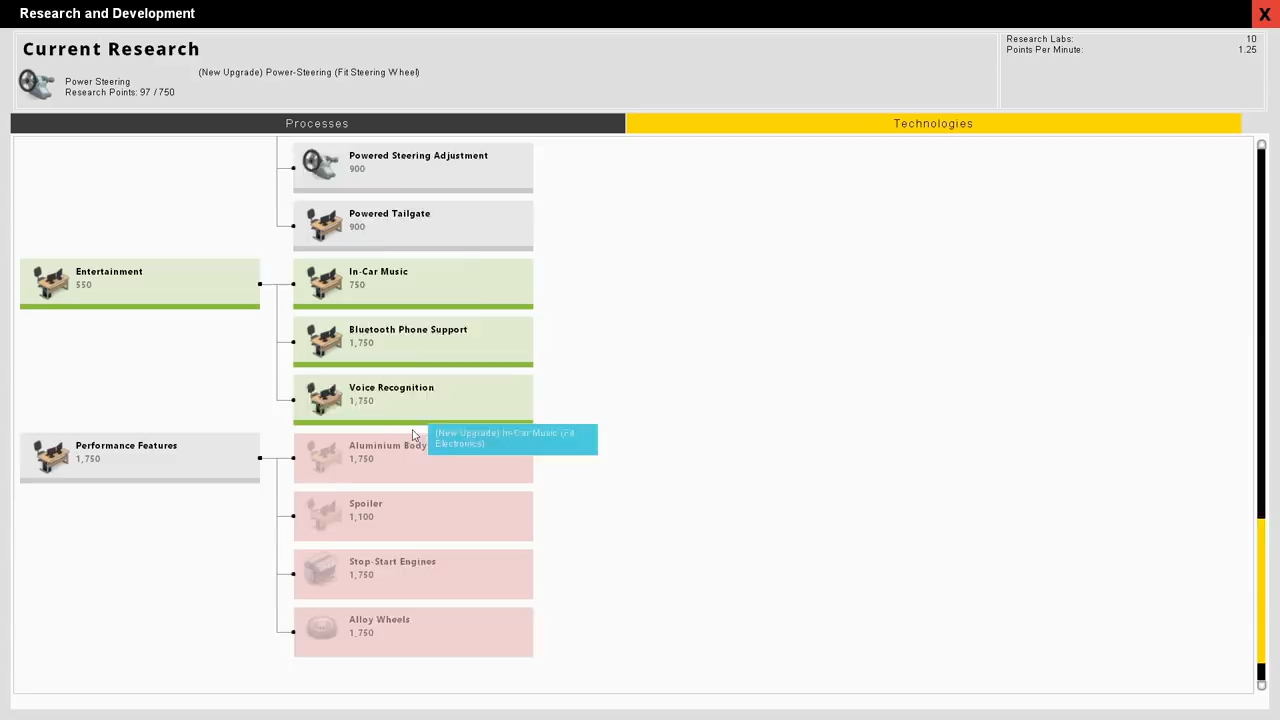 Research and Development
X
Current Research
Research Labs: 10
Points Per Minute: 1.25
(New Upgrade) Power-Steering (Fit Steering Wheel)
Power Steering
Research Points: 97 / 750
Processes
Technologies
Powered Steering Adjustment
900
Powered Tailgate
900
Entertainment
550
In-Car Music
750
Bluetooth Phone Support
1,750
Voice Recognition
1,750
(New Upgrade) In-Car Music (Fit
Electronics)
Performance Features
1,750
Aluminium Body
1,750
Spoiler
1,100
Stop-Start Engines
1,750
Alloy Wheels
1,750